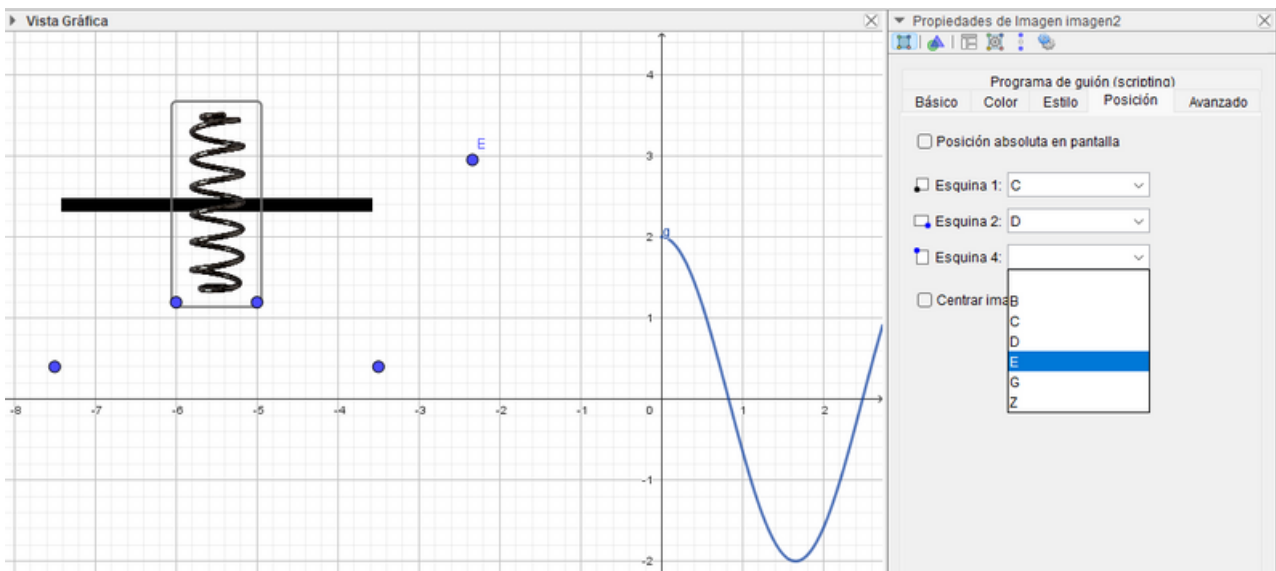 Vista Gráfica
E
g
4
3
2
1
-1
-2
-8 -7 -6 -5 -4 -3 -2 -1 0 1 2
Propiedades de Imagen imagen2
Programa de guión (scripting)
Básico Color Estilo Posición Avanzado
Posición absoluta en pantalla
Esquina 1: C
Esquina 2: D
Esquina 4:
Centrar ima
B
C
D
E
G
Z